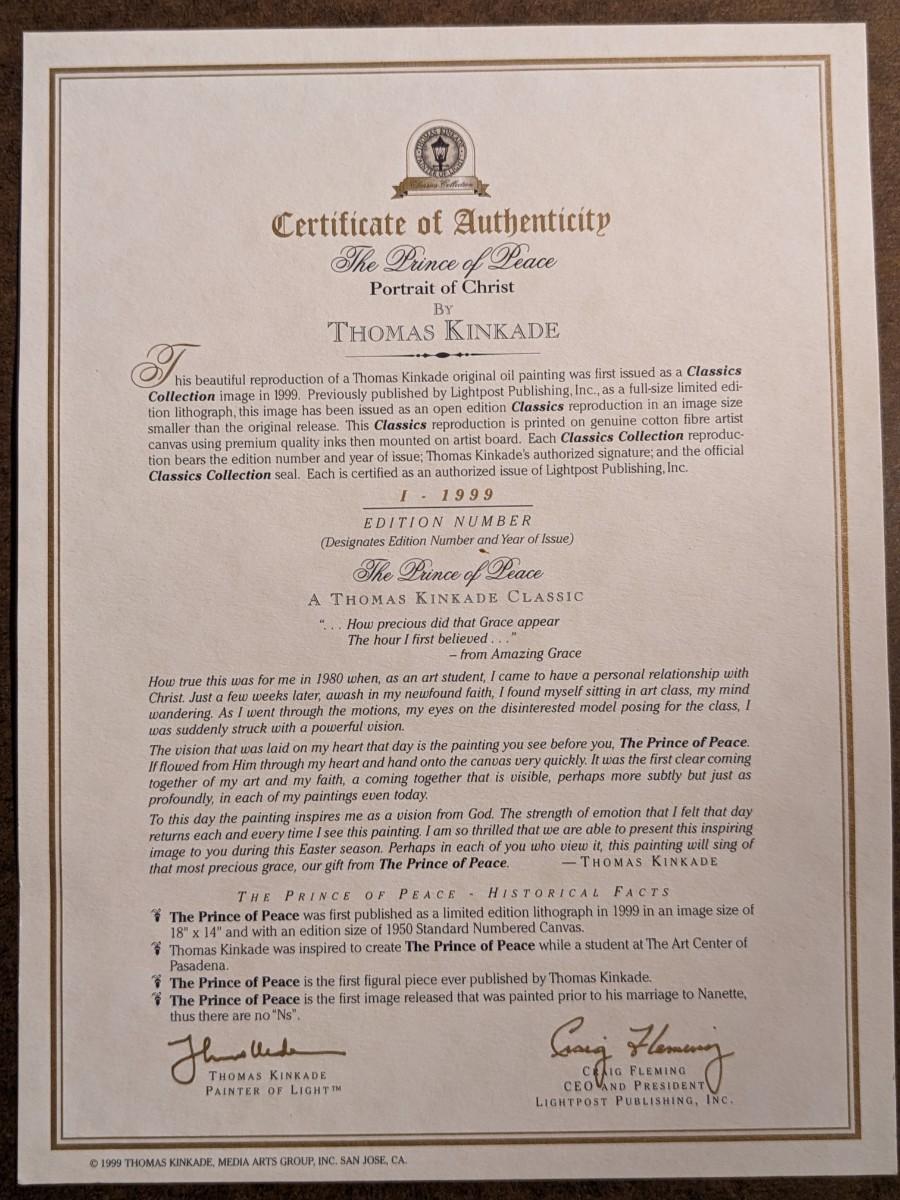 THOMAS KINKADE
PAINTER OF LIGHT
Classics Collection
Certificate of Authenticity
The Prince of Peace
Portrait of Christ
BY
THOMAS KINKADE
This beautiful reproduction of a Thomas Kinkade original oil painting was first issued as a Classics
Collection image in 1999. Previously published by Lightpost Publishing, Inc., as a full-size limited edi-
tion lithograph, this image has been issued as an open edition Classics reproduction in an image size
smaller than the original release. This Classics reproduction is printed on genuine cotton fibre artist
canvas using premium quality inks then mounted on artist board. Each Classics Collection reproduc-
tion bears the edition number and year of issue; Thomas Kinkade's authorized signature; and the official
Classics Collection seal. Each is certified as an authorized issue of Lightpost Publishing, Inc.
I - 1999
EDITION NUMBER
(Designates Edition Number and Year of Issue)
The Prince of Peace
A THOMAS KINKADE CLASSIC
". . . How precious did that Grace appear
The hour I first believed . . ."
– from Amazing Grace
How true this was for me in 1980 when, as an art student, I came to have a personal relationship with
Christ. Just a few weeks later, awash in my newfound faith, I found myself sitting in art class, my mind
wandering. As I went through the motions, my eyes on the disinterested model posing for the class, I
was suddenly struck with a powerful vision.
The vision that was laid on my heart that day is the painting you see before you, The Prince of Peace.
If flowed from Him through my heart and hand onto the canvas very quickly. It was the first clear coming
together of my art and my faith, a coming together that is visible, perhaps more subtly but just as
profoundly, in each of my paintings even today.
To this day the painting inspires me as a vision from God. The strength of emotion that I felt that day
returns each and every time I see this painting. I am so thrilled that we are able to present this inspiring
image to you during this Easter season. Perhaps in each of you who view it, this painting will sing of
that most precious grace, our gift from The Prince of Peace. — THOMAS KINKADE
THE PRINCE OF PEACE - HISTORICAL FACTS
The Prince of Peace was first published as a limited edition lithograph in 1999 in an image size of
18" x 14" and with an edition size of 1950 Standard Numbered Canvas.
Thomas Kinkade was inspired to create The Prince of Peace while a student at The Art Center of
Pasadena.
The Prince of Peace is the first figural piece ever published by Thomas Kinkade.
The Prince of Peace is the first image released that was painted prior to his marriage to Nanette,
thus there are no "Ns".
THOMAS KINKADE
PAINTER OF LIGHT™
Craig Fleming
CRAIG FLEMING
CEO AND PRESIDENT
LIGHTPOST PUBLISHING, INC.
© 1999 THOMAS KINKADE, MEDIA ARTS GROUP, INC. SAN JOSE, CA.